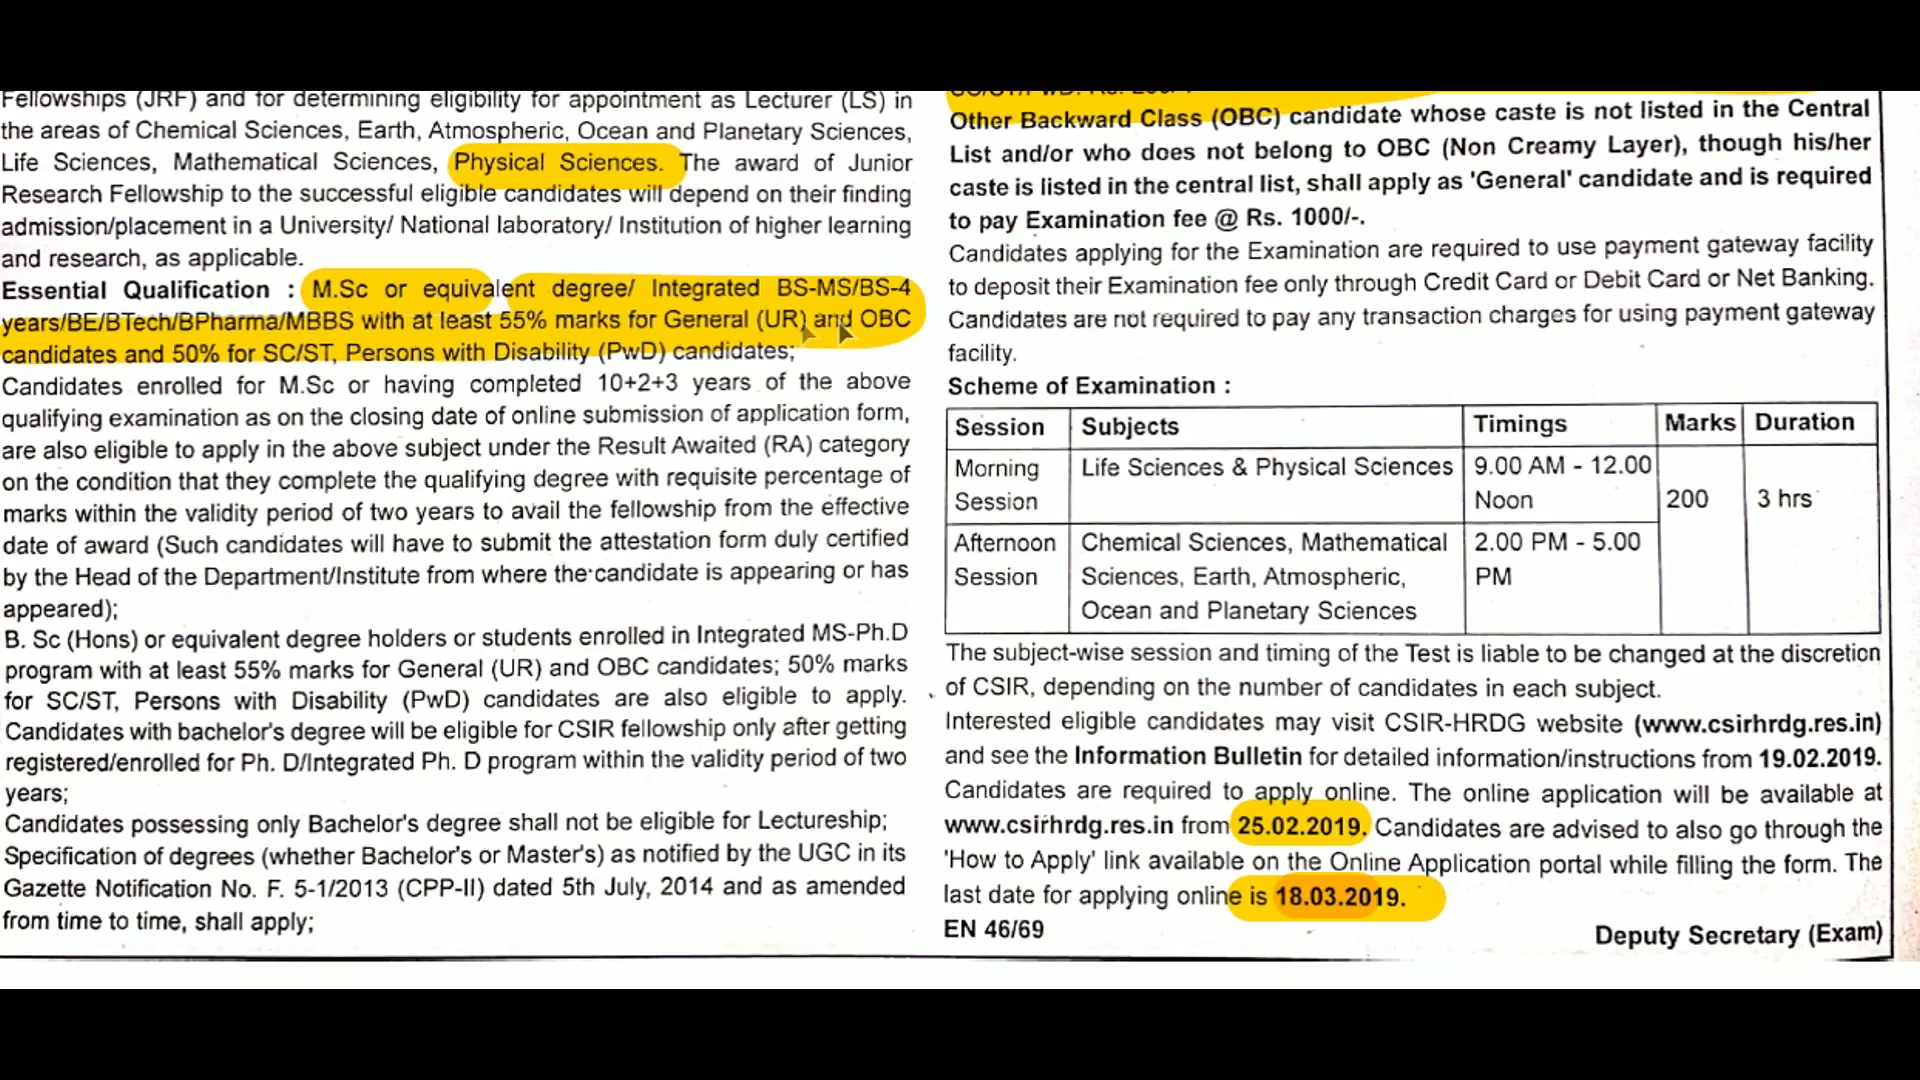 Fellowships (JRF) and for determining eligibility for appointment as Lecturer (LS) in
the areas of Chemical Sciences, Earth, Atmospheric, Ocean and Planetary Sciences,
Life Sciences, Mathematical Sciences, Physical Sciences. The award of Junior
Research Fellowship to the successful eligible candidates will depend on their finding
admission/placement in a University/ National laboratory/ Institution of higher learning
and research, as applicable.
Essential Qualification : M.Sc or equivalent degree/ Integrated BS-MS/BS-4
years/BE/BTech/BPharma/MBBS with at least 55% marks for General (UR) and OBC
candidates and 50% for SC/ST, Persons with Disability (PwD) candidates;
Candidates enrolled for M.Sc or having completed 10+2+3 years of the above
qualifying examination as on the closing date of online submission of application form,
are also eligible to apply in the above subject under the Result Awaited (RA) category
on the condition that they complete the qualifying degree with requisite percentage of
marks within the validity period of two years to avail the fellowship from the effective
date of award (Such candidates will have to submit the attestation form duly certified
by the Head of the Department/Institute from where the candidate is appearing or has
appeared);
B. Sc (Hons) or equivalent degree holders or students enrolled in Integrated MS-Ph.D
program with at least 55% marks for General (UR) and OBC candidates; 50% marks
for SC/ST, Persons with Disability (PwD) candidates are also eligible to apply.
Candidates with bachelor's degree will be eligible for CSIR fellowship only after getting
registered/enrolled for Ph. D/Integrated Ph. D program within the validity period of two
years;
Candidates possessing only Bachelor's degree shall not be eligible for Lectureship;
Specification of degrees (whether Bachelor's or Master's) as notified by the UGC in its
Gazette Notification No. F. 5-1/2013 (CPP-II) dated 5th July, 2014 and as amended
from time to time, shall apply;
Other Backward Class (OBC) candidate whose caste is not listed in the Central
List and/or who does not belong to OBC (Non Creamy Layer), though his/her
caste is listed in the central list, shall apply as 'General' candidate and is required
to pay Examination fee @ Rs. 1000/-.
Candidates applying for the Examination are required to use payment gateway facility
to deposit their Examination fee only through Credit Card or Debit Card or Net Banking.
Candidates are not required to pay any transaction charges for using payment gateway
facility.
Scheme of Examination :
Session Subjects Timings Marks Duration
Morning Life Sciences & Physical Sciences 9.00 AM - 12.00
Session Noon 200 3 hrs
Afternoon Chemical Sciences, Mathematical 2.00 PM - 5.00
Session Sciences, Earth, Atmospheric, PM
Ocean and Planetary Sciences
The subject-wise session and timing of the Test is liable to be changed at the discretion
of CSIR, depending on the number of candidates in each subject.
Interested eligible candidates may visit CSIR-HRDG website (www.csirhrdg.res.in)
and see the Information Bulletin for detailed information/instructions from 19.02.2019.
Candidates are required to apply online. The online application will be available at
www.csirhrdg.res.in from 25.02.2019. Candidates are advised to also go through the
'How to Apply' link available on the Online Application portal while filling the form. The
last date for applying online is 18.03.2019.
EN 46/69
Deputy Secretary (Exam)